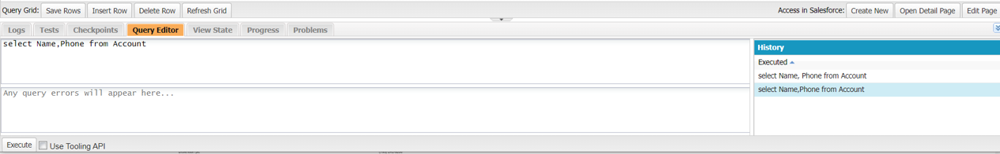 Query Grid: Save Rows Insert Row Delete Row Refresh Grid Access in Salesforce: Create New Open Detail Page Edit Page
Logs Tests Checkpoints Query Editor View State Progress Problems
select Name,Phone from Account
Any query errors will appear here...
History
Executed
select Name, Phone from Account
select Name,Phone from Account
Execute Use Tooling API